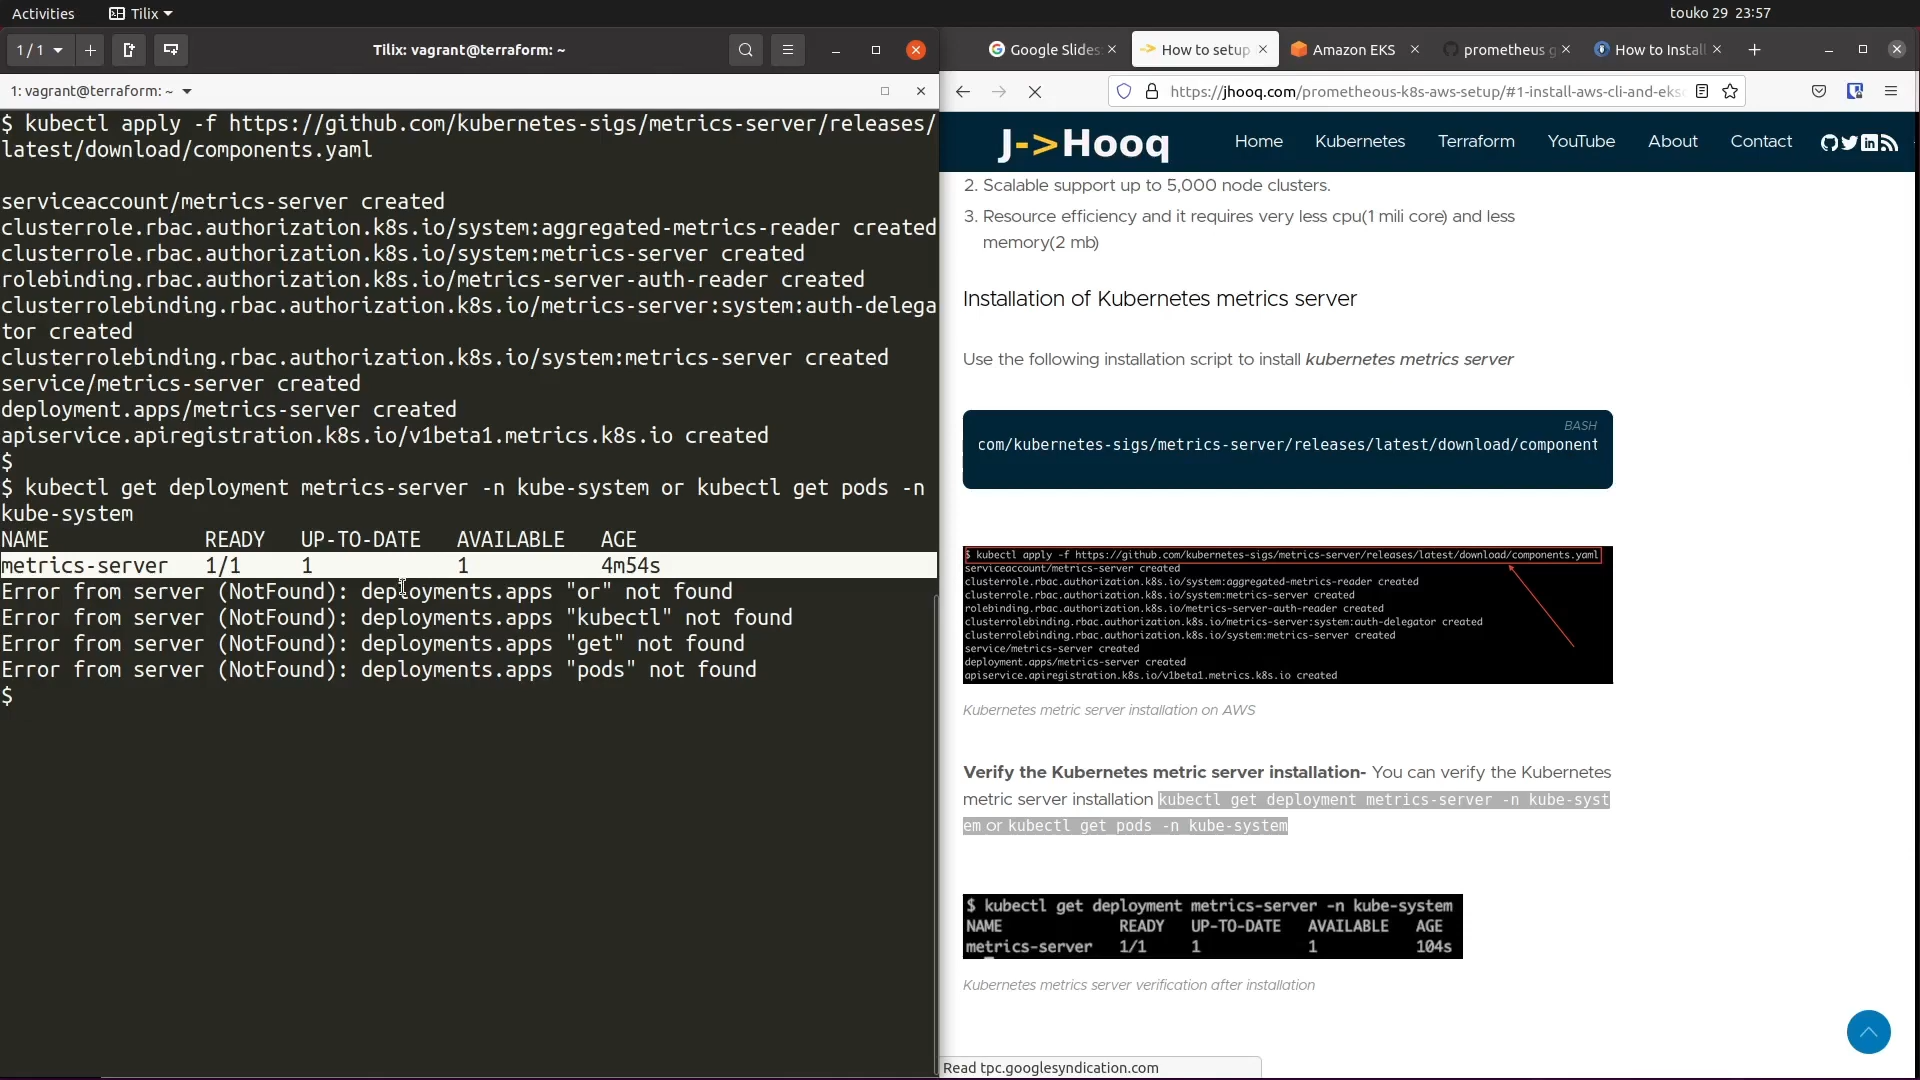 Activities
Tilix
touko 29 23:57
1 / 1
Tilix: vagrant@terraform: ~
1: vagrant@terraform: ~
$ kubectl apply -f https://github.com/kubernetes-sigs/metrics-server/releases/
latest/download/components.yaml
serviceaccount/metrics-server created
clusterrole.rbac.authorization.k8s.io/system:aggregated-metrics-reader created
clusterrole.rbac.authorization.k8s.io/system:metrics-server created
rolebinding.rbac.authorization.k8s.io/metrics-server-auth-reader created
clusterrolebinding.rbac.authorization.k8s.io/metrics-server:system:auth-delega
tor created
clusterrolebinding.rbac.authorization.k8s.io/system:metrics-server created
service/metrics-server created
deployment.apps/metrics-server created
apiservice.apiregistration.k8s.io/v1beta1.metrics.k8s.io created
$
$ kubectl get deployment metrics-server -n kube-system or kubectl get pods -n
kube-system
NAME READY UP-TO-DATE AVAILABLE AGE
metrics-server 1/1 1 1 4m54s
Error from server (NotFound): deployments.apps "or" not found
Error from server (NotFound): deployments.apps "kubectl" not found
Error from server (NotFound): deployments.apps "get" not found
Error from server (NotFound): deployments.apps "pods" not found
$
Google Slides
How to setup
Amazon EKS
prometheus g
How to Install
https://jhooq.com/prometheous-k8s-aws-setup/#1-install-aws-cli-and-eksc
J->Hooq
Home Kubernetes Terraform YouTube About Contact
2. Scalable support up to 5,000 node clusters.
3. Resource efficiency and it requires very less cpu(1 mili core) and less
memory(2 mb)
Installation of Kubernetes metrics server
Use the following installation script to install kubernetes metrics server
BASH
com/kubernetes-sigs/metrics-server/releases/latest/download/component
$ kubectl apply -f https://github.com/kubernetes-sigs/metrics-server/releases/latest/download/components.yaml
serviceaccount/metrics-server created
clusterrole.rbac.authorization.k8s.io/system:aggregated-metrics-reader created
clusterrole.rbac.authorization.k8s.io/system:metrics-server created
rolebinding.rbac.authorization.k8s.io/metrics-server-auth-reader created
clusterrolebinding.rbac.authorization.k8s.io/metrics-server:system:auth-delegator created
clusterrolebinding.rbac.authorization.k8s.io/system:metrics-server created
service/metrics-server created
deployment.apps/metrics-server created
apiservice.apiregistration.k8s.io/v1beta1.metrics.k8s.io created
Kubernetes metric server installation on AWS
Verify the Kubernetes metric server installation- You can verify the Kubernetes
metric server installation kubectl get deployment metrics-server -n kube-syst
em or kubectl get pods -n kube-system
$ kubectl get deployment metrics-server -n kube-system
NAME READY UP-TO-DATE AVAILABLE AGE
metrics-server 1/1 1 1 104s
Kubernetes metrics server verification after installation
Read tpc.googlesyndication.com